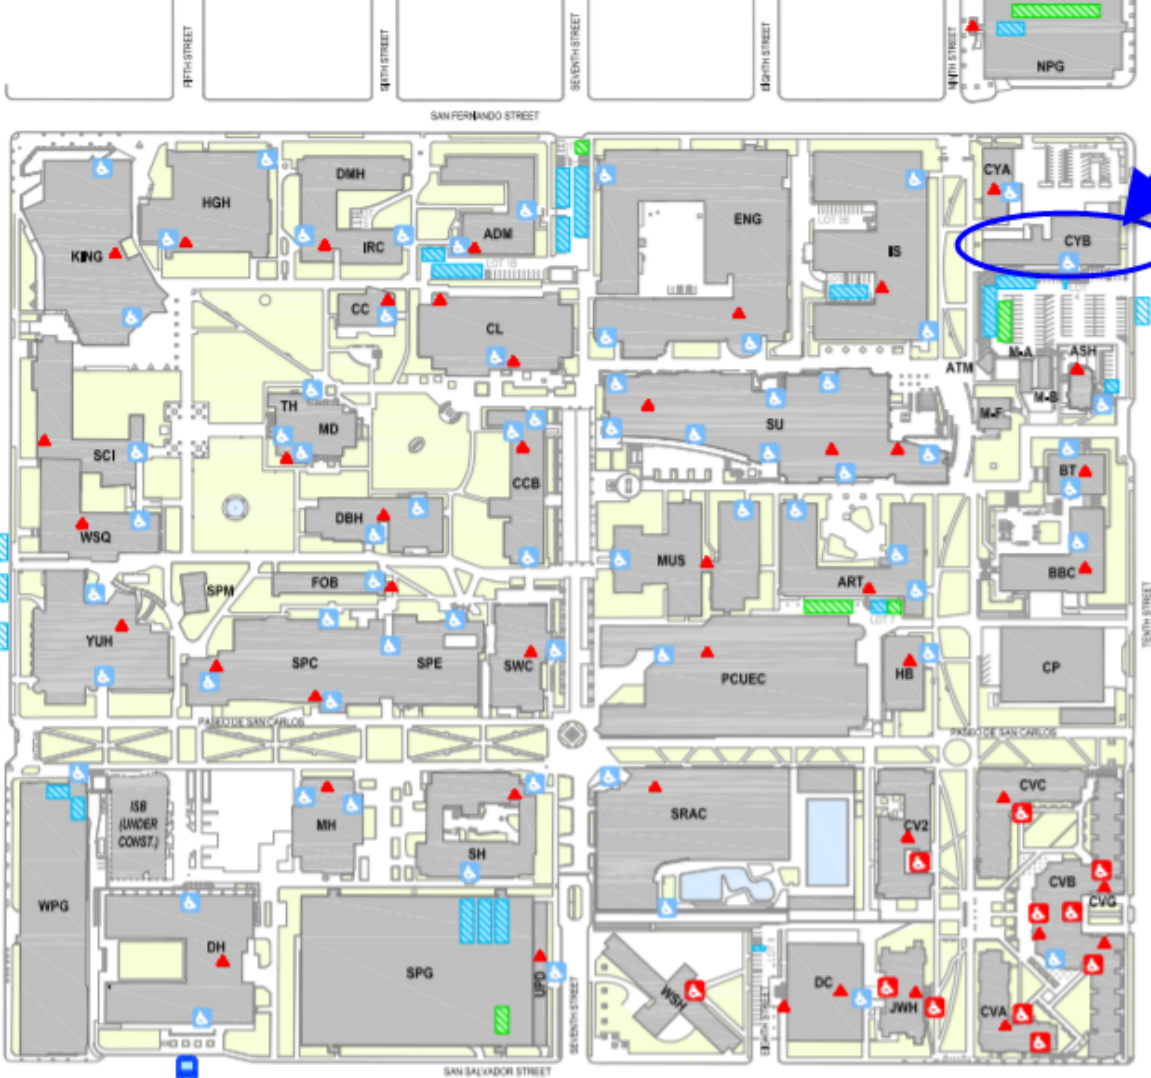 FIFTH STREET
SIXTH STREET
SEVENTH STREET
EIGHTH STREET
NINTH STREET
NPG
SAN FERNANDO STREET
KING
HGH
DMH
IRC
ADM
LOT 1B
ENG
IS
CYA
CYB
CC
CL
ATM
M-A
ASH
M-B
M-F
TH
MD
SCI
WSQ
CCB
DBH
SU
BT
MUS
ART
LOT 7
BBC
TENTH STREET
SPM
FOB
YUH
SPC
SPE
SWC
PCUEC
HB
CP
PASEO DE SAN CARLOS
PASEO DE SAN CARLOS
ISB
(UNDER
CONST.)
MH
SH
SRAC
CV2
CVC
CVB
CVG
WPG
DH
SPG
UPD
SEVENTH STREET
WSH
EIGHTH STREET
DC
JWH
CVA
SAN SALVADOR STREET